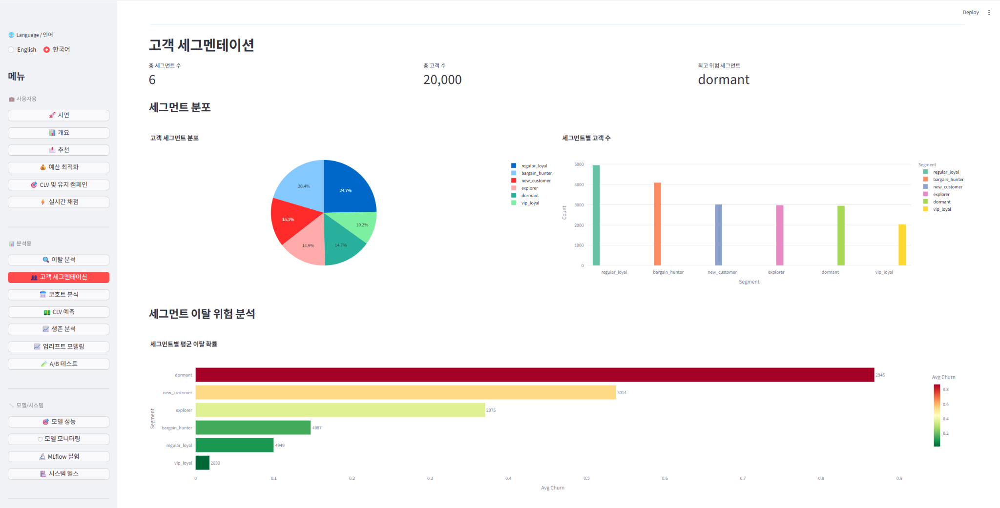 Deploy
🌐 Language / 언어
English
한국어
메뉴
💼 사용자용
🚀 시연
📊 개요
📩 추천
💰 예산 최적화
🎯 CLV 및 유지 캠페인
⚡ 실시간 채점
📊 분석용
🔍 이탈 분석
👥 고객 세그멘테이션
📅 코호트 분석
💵 CLV 예측
📈 생존 분석
📈 업리프트 모델링
🧪 A/B 테스트
🔧 모델/시스템
🎯 모델 성능
🛡 모델 모니터링
🔬 MLflow 실험
💾 시스템 헬스
고객 세그멘테이션
총 세그먼트 수
6
총 고객 수
20,000
최고 위험 세그먼트
dormant
세그먼트 분포
고객 세그먼트 분포
24.7%
20.4%
15.1%
14.9%
14.7%
10.2%
regular_loyal
bargain_hunter
new_customer
explorer
dormant
vip_loyal
세그먼트별 고객 수
Count
5000
4000
3000
2000
1000
0
regular_loyal
bargain_hunter
new_customer
explorer
dormant
vip_loyal
Segment
Segment
regular_loyal
bargain_hunter
new_customer
explorer
dormant
vip_loyal
세그먼트 이탈 위험 분석
세그먼트별 평균 이탈 확률
Segment
dormant 2945
new_customer 3014
explorer 2975
bargain_hunter 4087
regular_loyal 4949
vip_loyal 2030
0 0.1 0.2 0.3 0.4 0.5 0.6 0.7 0.8 0.9
Avg Churn
Avg Churn
0.8
0.6
0.4
0.2